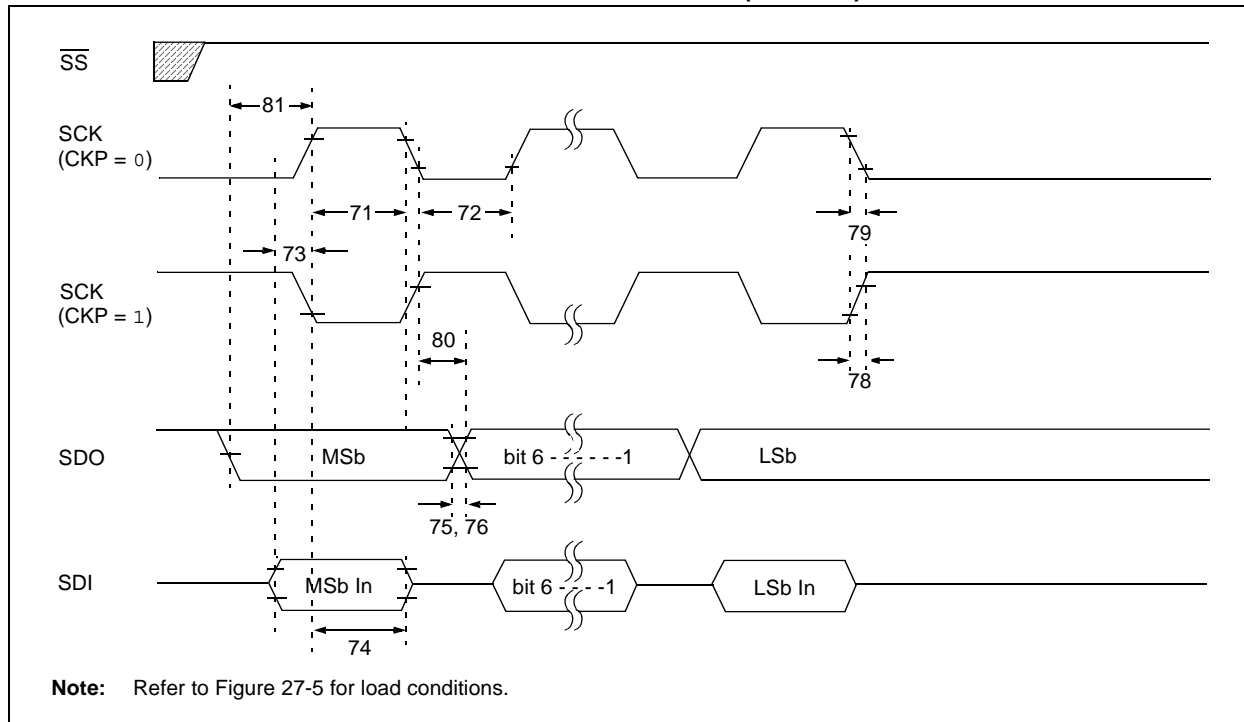 SS
81
SCK
(CKP = 0)
71
72
79
73
SCK
(CKP = 1)
80
78
SDO
MSb
bit 6 - - - - - - -1
LSb
75, 76
SDI
MSb In
bit 6 - - - - -1
LSb In
74
Note: Refer to Figure 27-5 for load conditions.